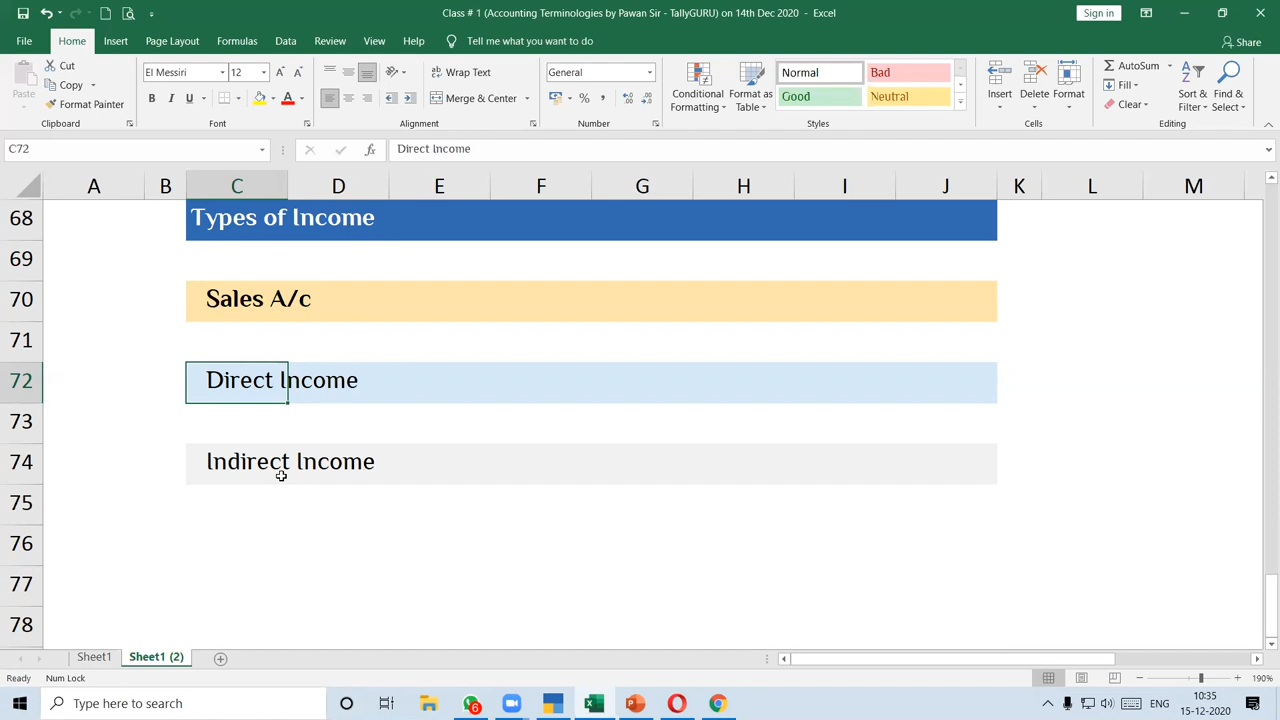 Class # 1 (Accounting Terminologies by Pawan Sir - TallyGURU) on 14th Dec 2020 - Excel
Sign in
File Home Insert Page Layout Formulas Data Review View Help Tell me what you want to do Share
Paste
Cut
Copy
Format Painter
Clipboard
El Messiri 12
B I U
Font
Wrap Text
Merge & Center
Alignment
General
Number
Conditional Formatting
Format as Table
Normal Bad
Good Neutral
Styles
Insert Delete Format
Cells
AutoSum
Fill
Clear
Sort & Filter
Find & Select
Editing
C72 fx Direct Income
A B C D E F G H I J K L M
68 Types of Income
69
70 Sales A/c
71
72 Direct Income
73
74 Indirect Income
75
76
77
78
Sheet1 Sheet1 (2)
Ready Num Lock 190%
Type here to search
6
ENG
10:35
15-12-2020